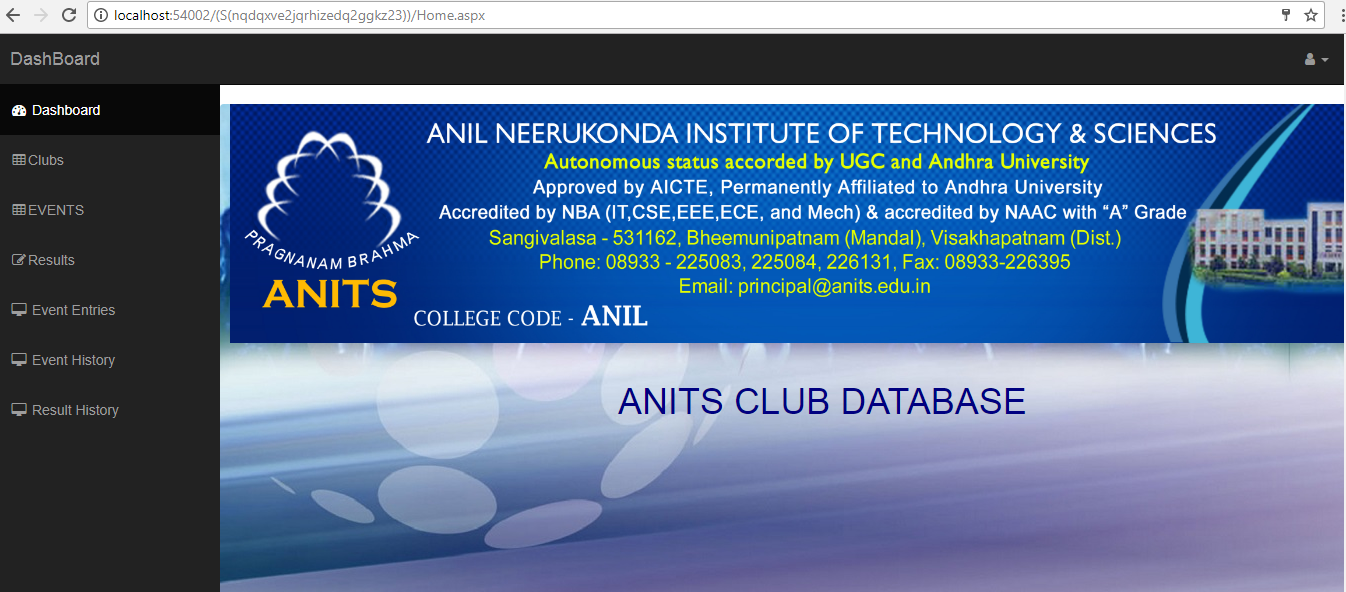 localhost:54002/(S(nqdqxve2jqrhizedq2ggkz23))/Home.aspx
DashBoard
Dashboard
Clubs
EVENTS
Results
Event Entries
Event History
Result History
ANIL NEERUKONDA INSTITUTE OF TECHNOLOGY & SCIENCES
Autonomous status accorded by UGC and Andhra University
Approved by AICTE, Permanently Affiliated to Andhra University
Accredited by NBA (IT,CSE,EEE,ECE, and Mech) & accredited by NAAC with “A” Grade
Sangivalasa - 531162, Bheemunipatnam (Mandal), Visakhapatnam (Dist.)
Phone: 08933 - 225083, 225084, 226131, Fax: 08933-226395
Email: principal@anits.edu.in
PRAGNANAM BRAHMA
ANITS
COLLEGE CODE - ANIL
ANITS CLUB DATABASE